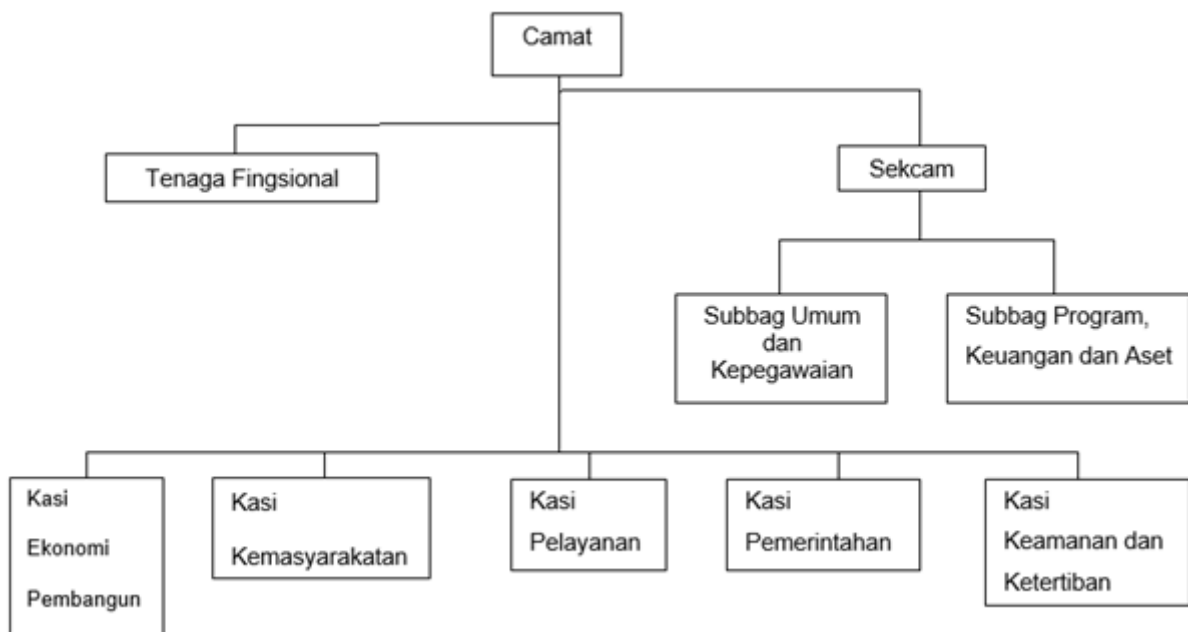 Camat
Tenaga Fingsional
Sekcam
Subbag Umum
dan
Kepegawaian
Subbag Program,
Keuangan dan Aset
Kasi
Ekonomi
Pembangun
Kasi
Kemasyarakatan
Kasi
Pelayanan
Kasi
Pemerintahan
Kasi
Keamanan dan
Ketertiban